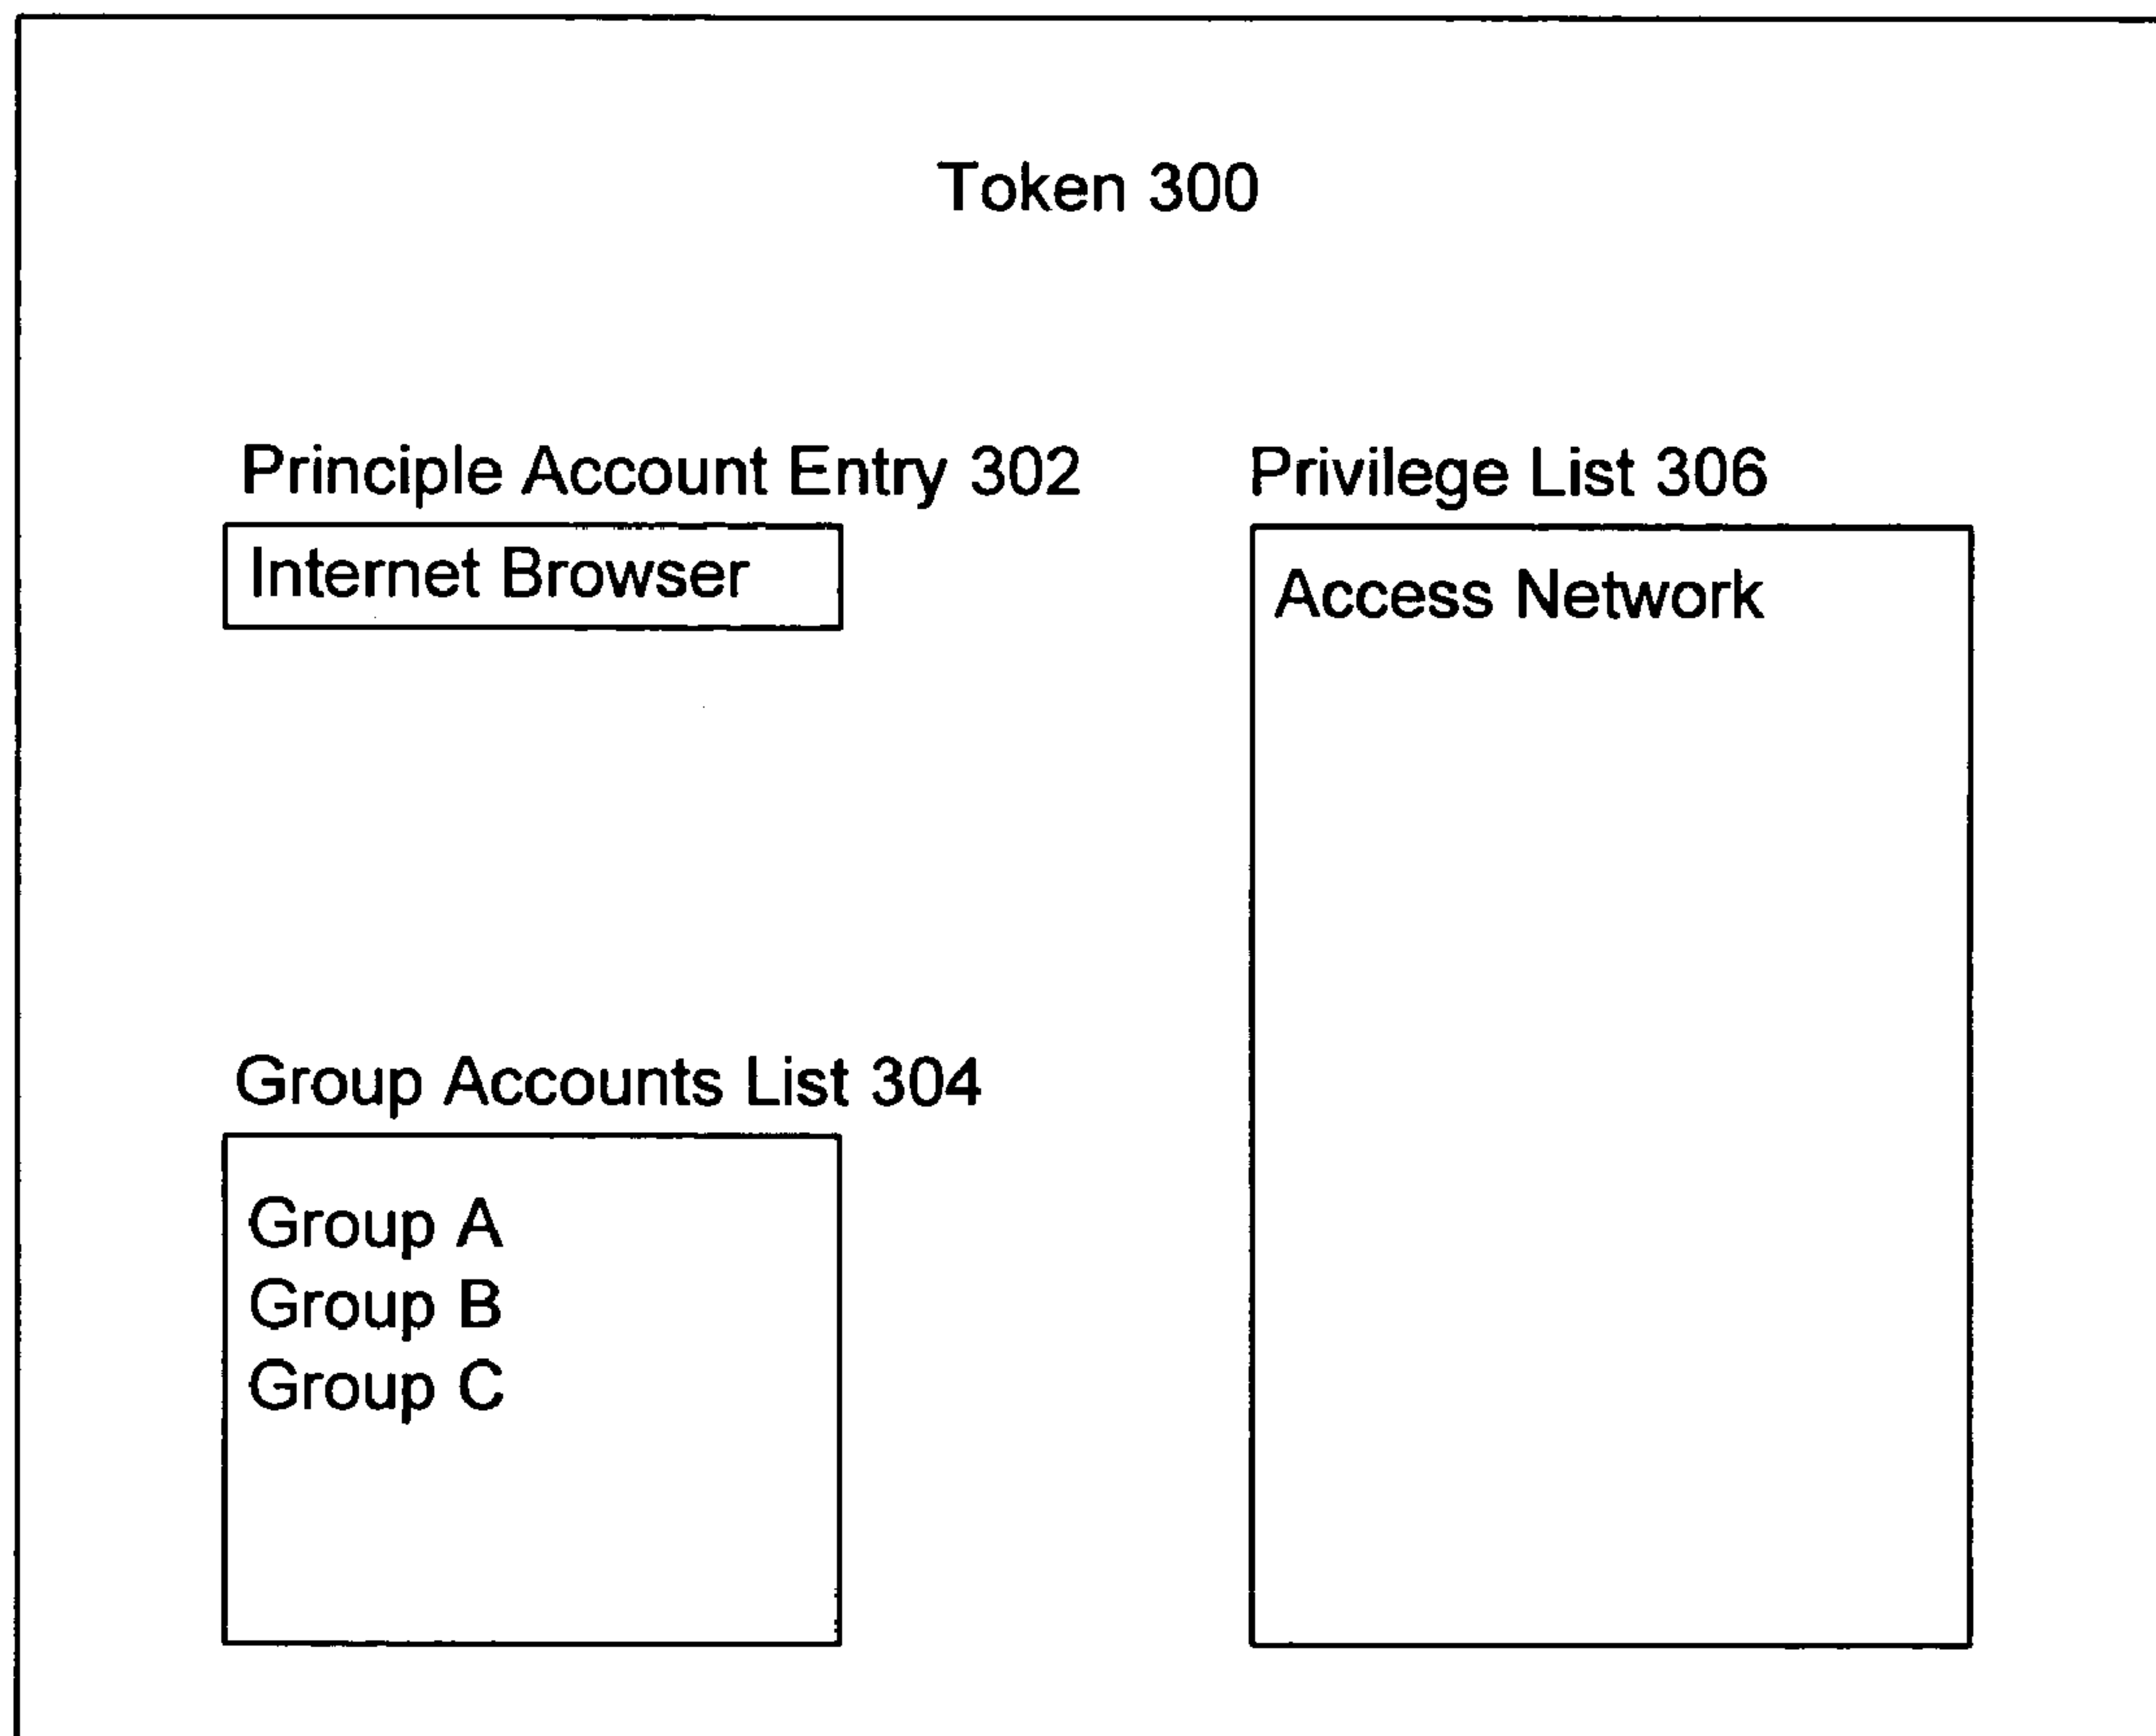 Token 300
Principle Account Entry 302
Internet Browser
Privilege List 306
Access Network
Group Accounts List 304
Group A
Group B
Group C